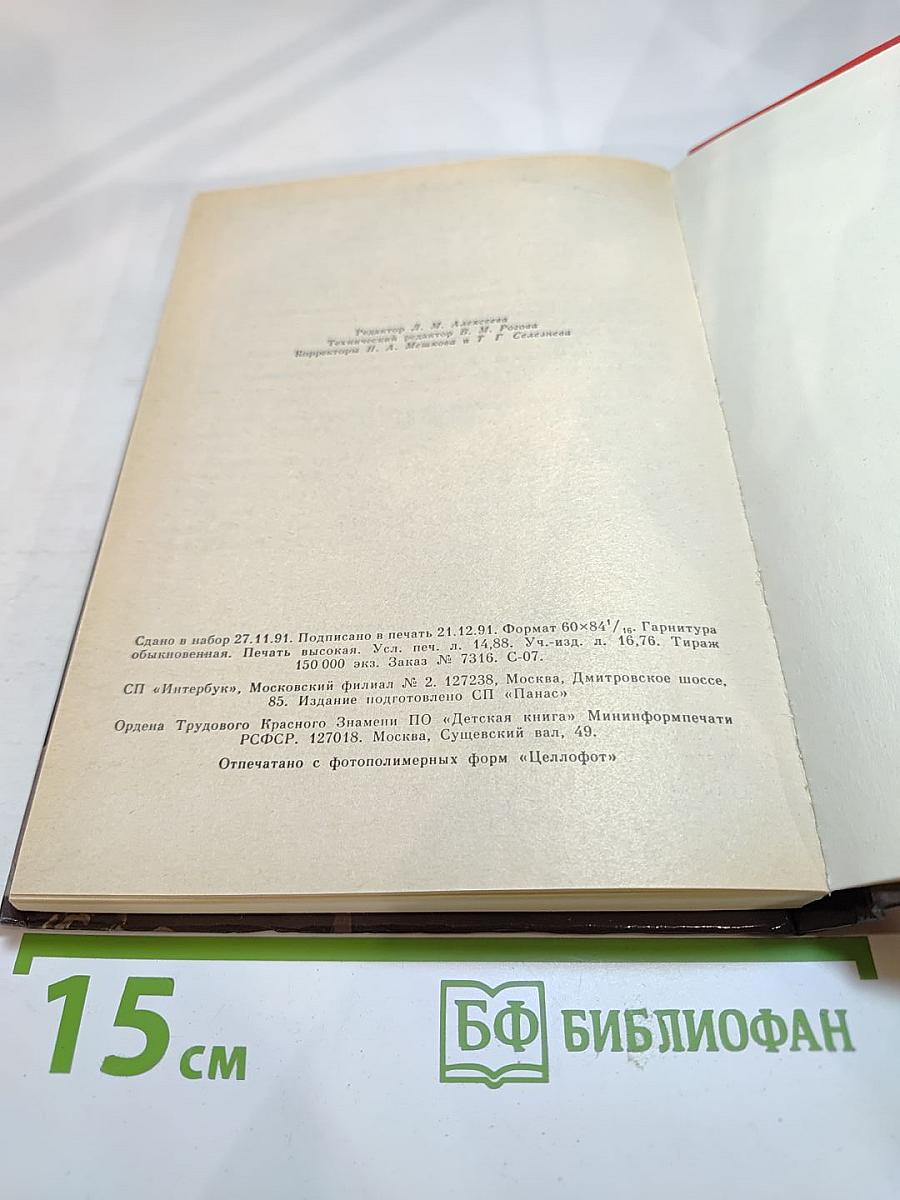 Редактор Л. М. Алексеева
Технический редактор В. М. Рогова
Корректоры Н. А. Мешкова и Т Г Селезнева
Сдано в набор 27.11.91. Подписано в печать 21.12.91. Формат 60×84¹/₁₆. Гарнитура
обыкновенная. Печать высокая. Усл. печ. л. 14,88. Уч.-изд. л. 16,76. Тираж
150 000 экз. Заказ № 7316. С-07.
СП «Интербук», Московский филиал № 2. 127238, Москва, Дмитровское шоссе,
85. Издание подготовлено СП «Панас»
Ордена Трудового Красного Знамени ПО «Детская книга» Мининформпечати
РСФСР. 127018. Москва, Сущевский вал, 49.
Отпечатано с фотополимерных форм «Целлофот»
15 см
БФ БИБЛИОФАН